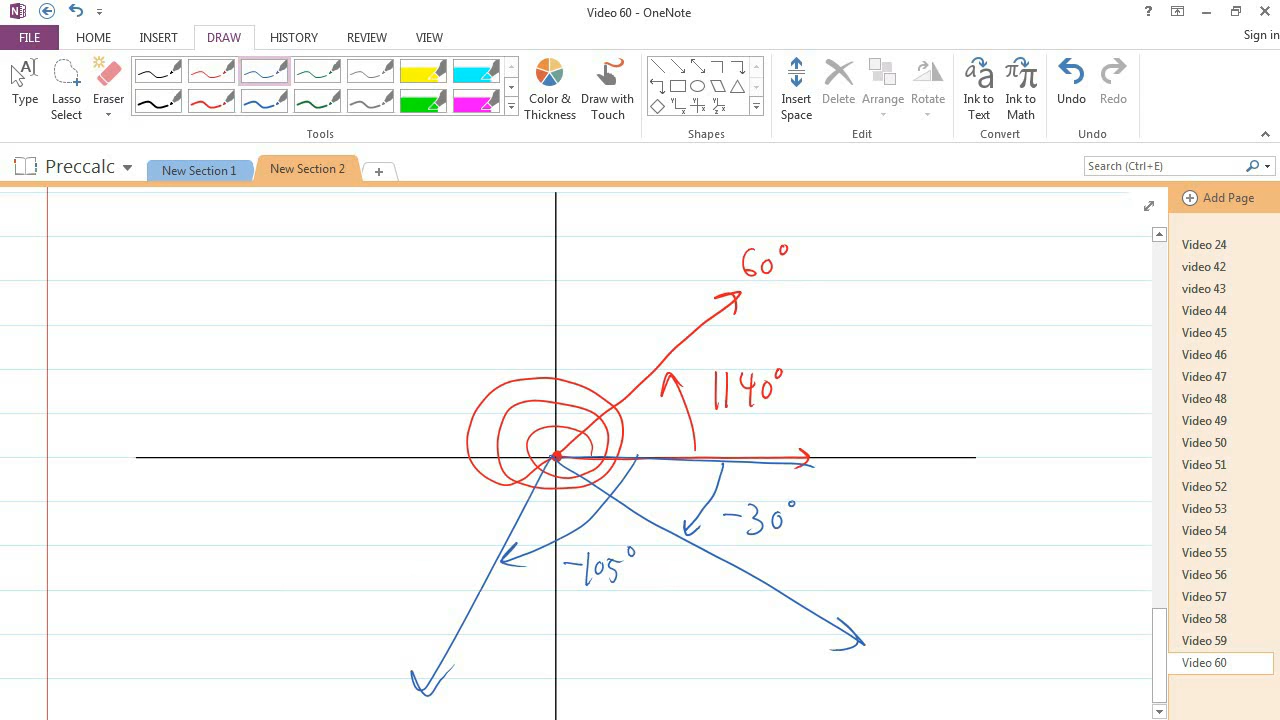 Video 60 - OneNote
?
Sign in
FILE
HOME
INSERT
DRAW
HISTORY
REVIEW
VIEW
Type
Lasso Select
Eraser
Color & Thickness
Draw with Touch
Insert Space
Delete
Arrange
Rotate
Ink to Text
Ink to Math
Undo
Redo
Tools
Shapes
Edit
Convert
Undo
Preccalc
New Section 1
New Section 2
Search (Ctrl+E)
Add Page
Video 24
video 42
video 43
Video 44
Video 45
Video 46
Video 47
Video 48
Video 49
Video 50
Video 51
Video 52
Video 53
Video 54
Video 55
Video 56
Video 57
Video 58
Video 59
Video 60
60°
1140°
-30°
-105°